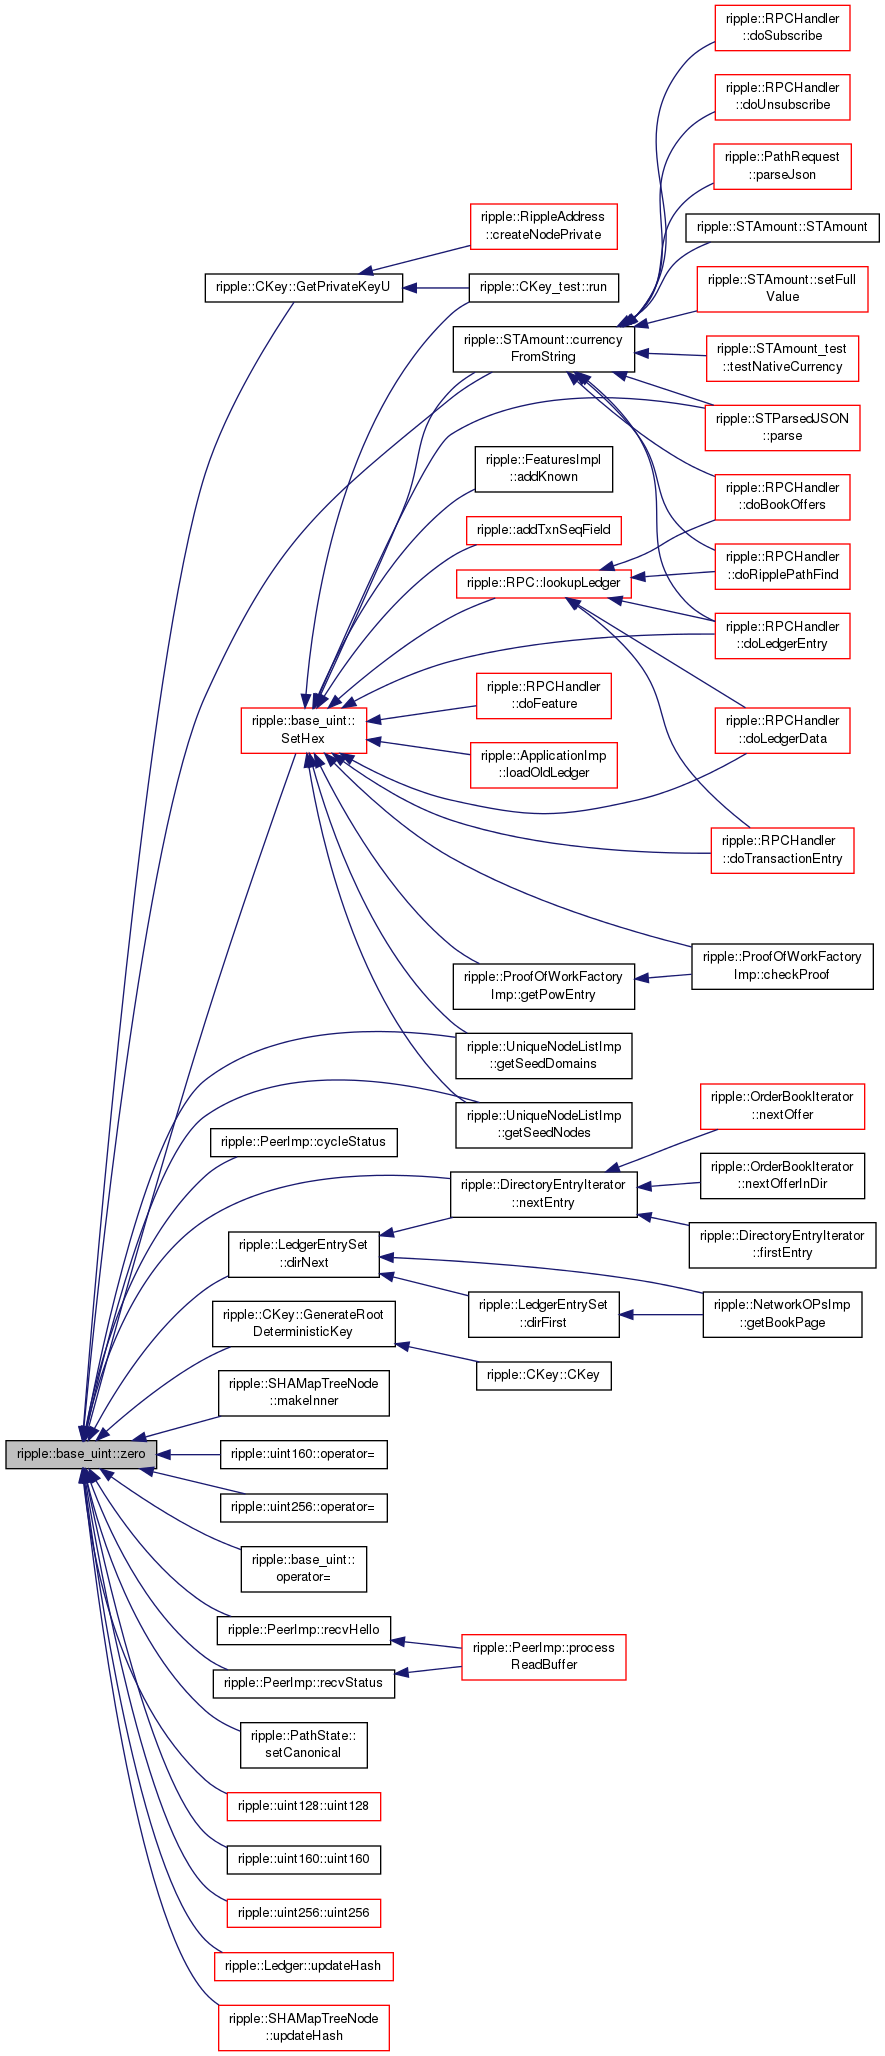 ripple::RPCHandler
::doSubscribe
ripple::RPCHandler
::doUnsubscribe
ripple::PathRequest
::parseJson
ripple::RippleAddress
::createNodePrivate
ripple::STAmount::STAmount
ripple::CKey::GetPrivateKeyU
ripple::CKey_test::run
ripple::STAmount::setFull
Value
ripple::STAmount::currency
FromString
ripple::STAmount_test
::testNativeCurrency
ripple::STParsedJSON
::parse
ripple::FeaturesImpl
::addKnown
ripple::RPCHandler
::doBookOffers
ripple::addTxnSeqField
ripple::RPC::lookupLedger
ripple::RPCHandler
::doRipplePathFind
ripple::RPCHandler
::doLedgerEntry
ripple::RPCHandler
::doFeature
ripple::base_uint::
SetHex
ripple::RPCHandler
::doLedgerData
ripple::ApplicationImp
::loadOldLedger
ripple::RPCHandler
::doTransactionEntry
ripple::ProofOfWorkFactory
Imp::checkProof
ripple::ProofOfWorkFactory
Imp::getPowEntry
ripple::UniqueNodeListImp
::getSeedDomains
ripple::UniqueNodeListImp
::getSeedNodes
ripple::OrderBookIterator
::nextOffer
ripple::PeerImp::cycleStatus
ripple::OrderBookIterator
::nextOfferInDir
ripple::DirectoryEntryIterator
::nextEntry
ripple::DirectoryEntryIterator
::firstEntry
ripple::LedgerEntrySet
::dirNext
ripple::LedgerEntrySet
::dirFirst
ripple::NetworkOPsImp
::getBookPage
ripple::CKey::GenerateRoot
DeterministicKey
ripple::CKey::CKey
ripple::SHAMapTreeNode
::makeInner
ripple::base_uint::zero
ripple::uint160::operator=
ripple::uint256::operator=
ripple::base_uint::
operator=
ripple::PeerImp::recvHello
ripple::PeerImp::process
ReadBuffer
ripple::PeerImp::recvStatus
ripple::PathState::
setCanonical
ripple::uint128::uint128
ripple::uint160::uint160
ripple::uint256::uint256
ripple::Ledger::updateHash
ripple::SHAMapTreeNode
::updateHash